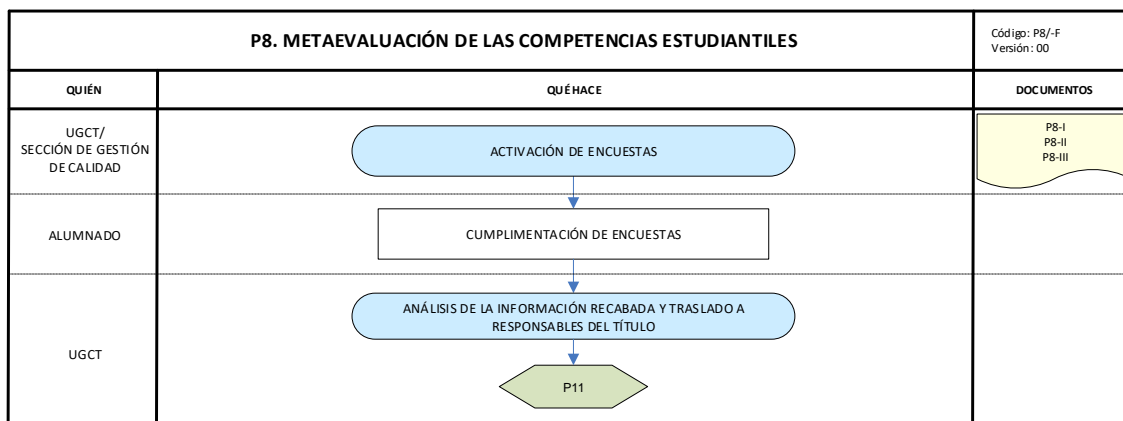 P8. METAEVALUACIÓN DE LAS COMPETENCIAS ESTUDIANTILES
Código: P8/-F
Versión: 00
QUIÉN
QUÉ HACE
DOCUMENTOS
UGCT/
SECCIÓN DE GESTIÓN
DE CALIDAD
ACTIVACIÓN DE ENCUESTAS
P8-I
P8-II
P8-III
ALUMNADO
CUMPLIMENTACIÓN DE ENCUESTAS
UGCT
ANÁLISIS DE LA INFORMACIÓN RECABADA Y TRASLADO A
RESPONSABLES DEL TÍTULO
P11